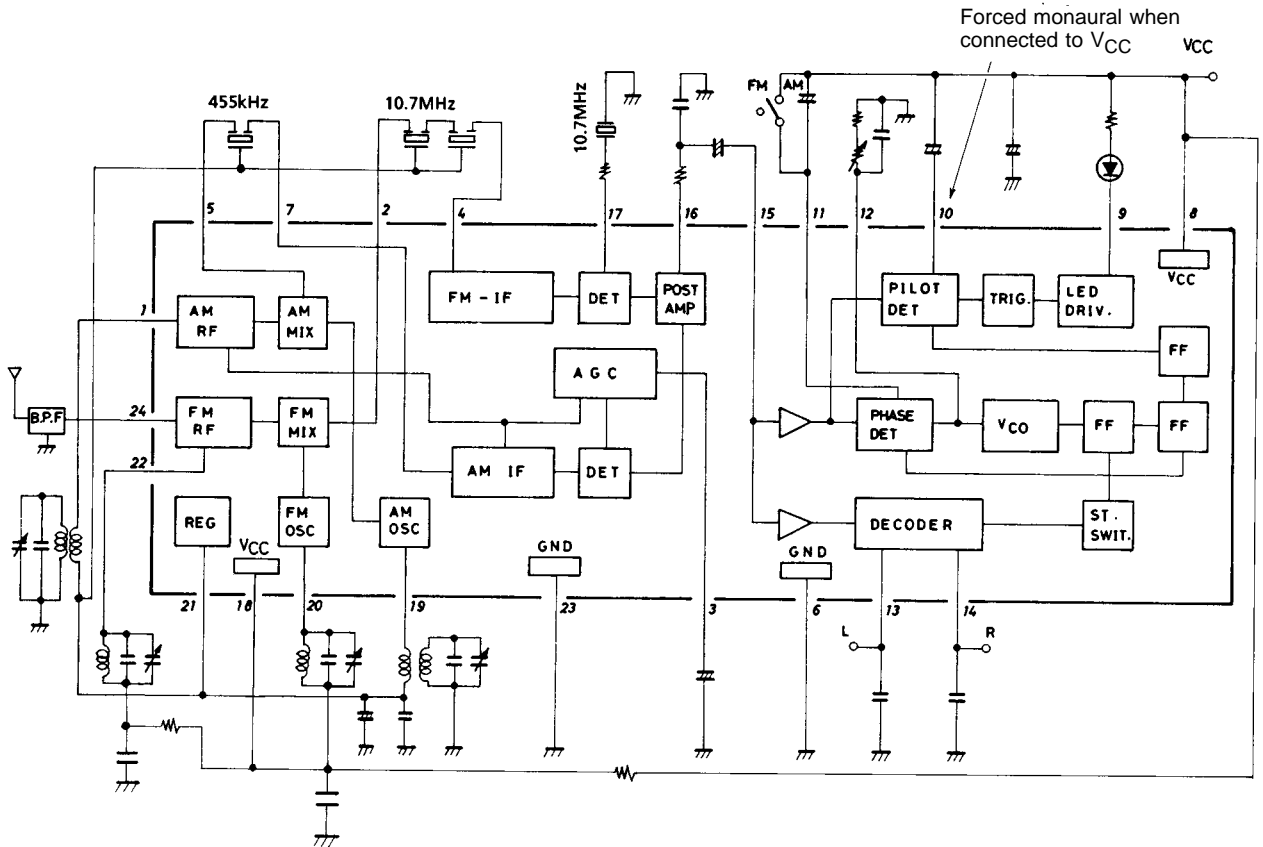 Forced monaural when
connected to VCC
VCC
FM AM
455kHz
10.7MHz
10.7MHz
5
7
2
4
17
16
15
11
12
10
9
8
VCC
1
AM
RF
AM
MIX
FM-IF
DET
POST
AMP
PILOT
DET
TRIG.
LED
DRIV.
FF
AGC
B.P.F
24
FM
RF
FM
MIX
22
AM IF
DET
PHASE
DET
VCO
FF
FF
REG
VCC
FM
OSC
AM
OSC
GND
GND
DECODER
ST.
SWIT.
21
18
20
19
23
3
6
13
14
L
R